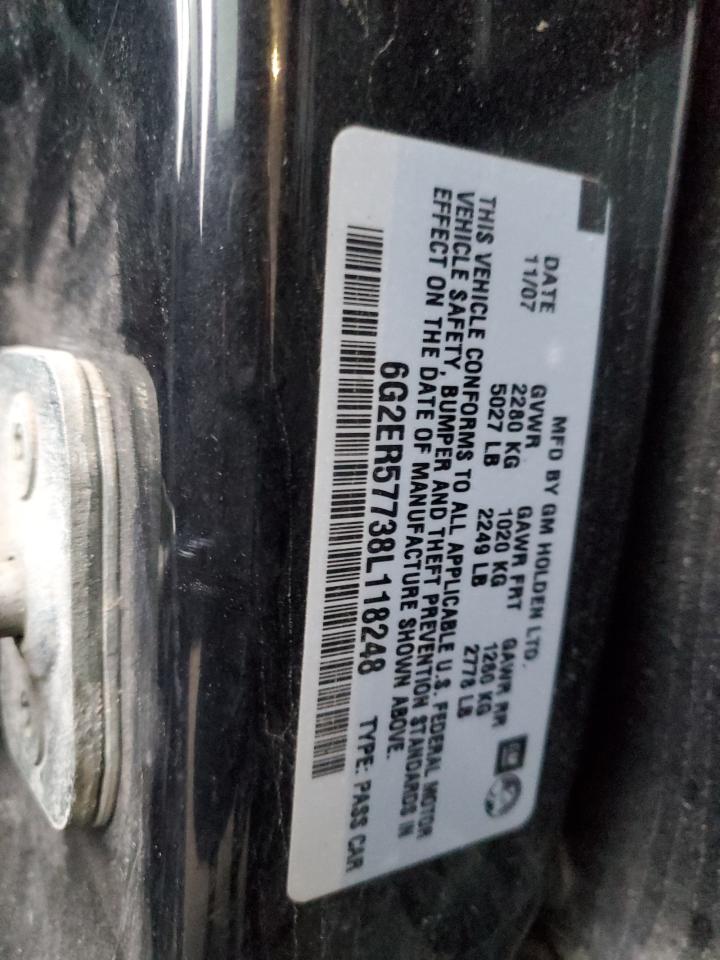 MFD BY GM HOLDEN LTD.
DATE GVWR GAWR FRT GAWR RR
11/07 2280 KG 1020 KG 1260 KG
5027 LB 2249 LB 2778 LB
THIS VEHICLE CONFORMS TO ALL APPLICABLE U.S. FEDERAL MOTOR
VEHICLE SAFETY, BUMPER AND THEFT PREVENTION STANDARDS IN
EFFECT ON THE DATE OF MANUFACTURE SHOWN ABOVE.
6G2ER57738L118248 TYPE: PASS CAR